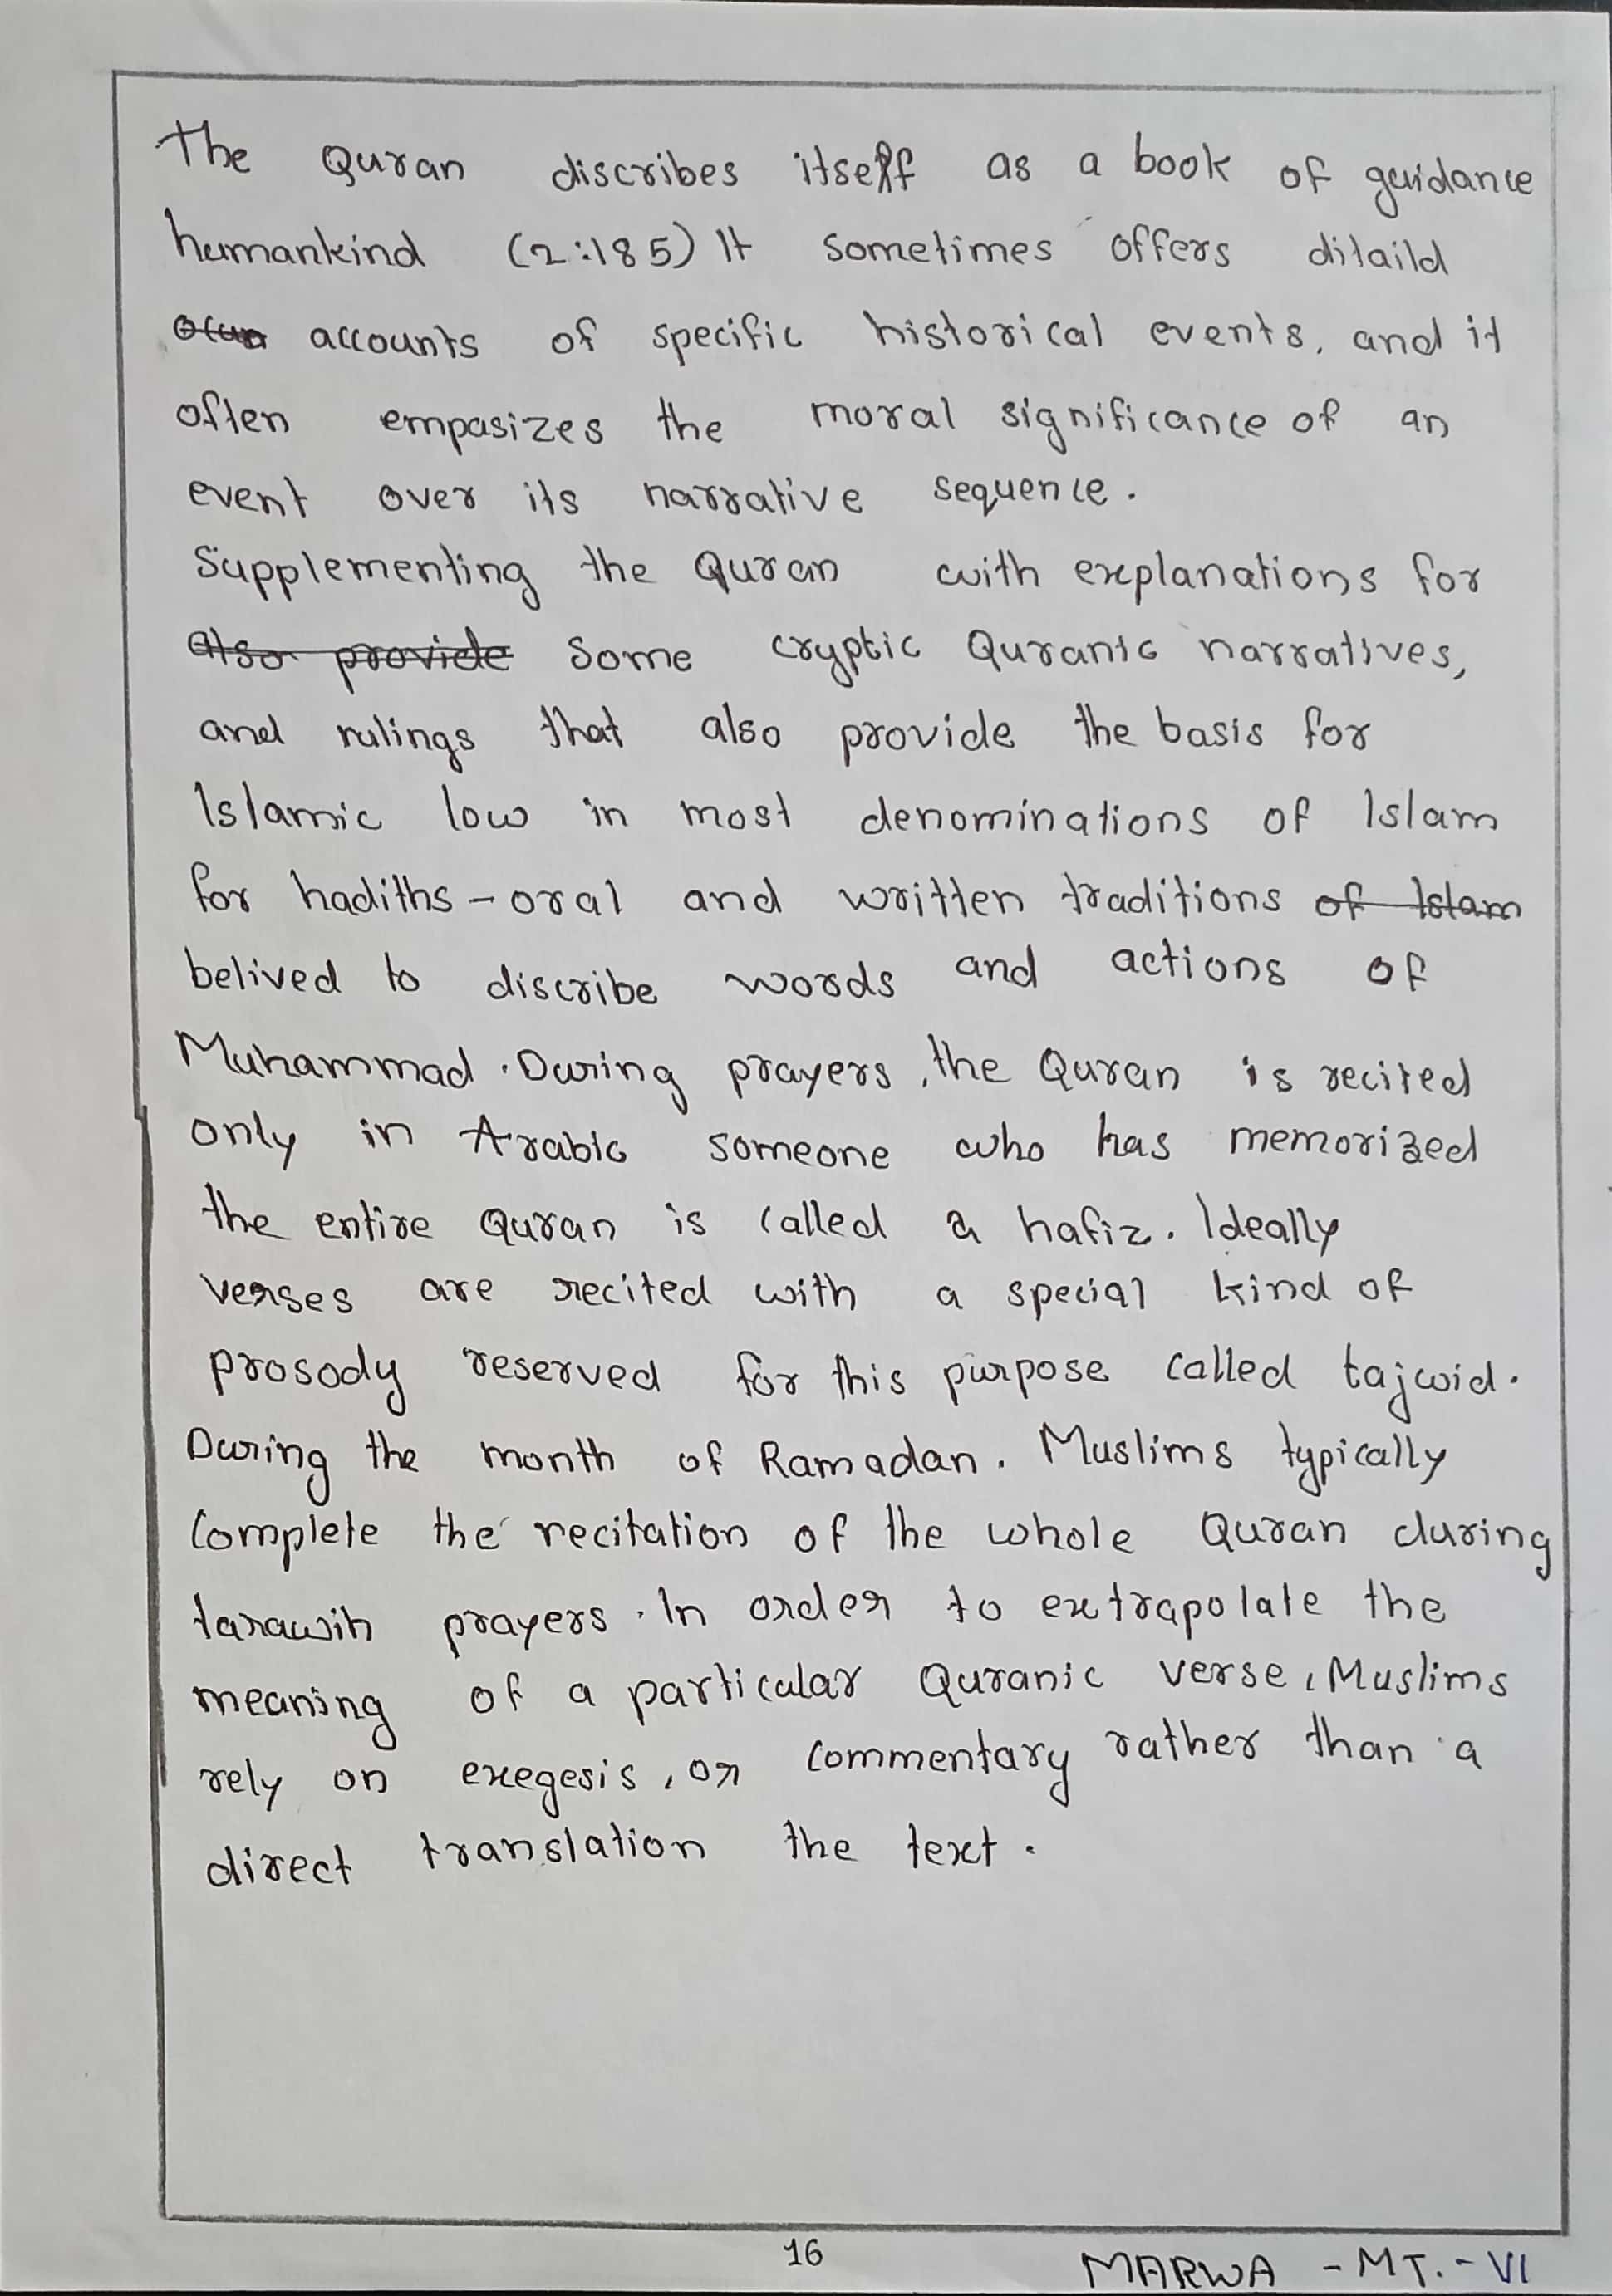 The Quran discribes itself as a book of guidance
humankind (2:185) It sometimes offers ditaild
accounts of specific historical events, and it
often empasizes the moral significance of an
event over its narrative sequence.
Supplementing the Quran with explanations for
also provide some cryptic Quranic narratives,
and rulings that also provide the basis for
Islamic low in most denominations of Islam
for hadiths - oral and written traditions of Islam
belived to discribe words and actions of
Muhammad. During prayers, the Quran is recited
only in Arabic someone who has memorized
the entire Quran is called a hafiz. Ideally
verses are recited with a special kind of
prosody reserved for this purpose called tajwid.
During the month of Ramadan. Muslims typically
complete the recitation of the whole Quran during
tarawih prayers. In order to extrapolate the
meaning of a particular Quranic verse, Muslims
rely on exegesis, or commentary rather than a
direct translation the text.
16
MARWA - MT. - VI